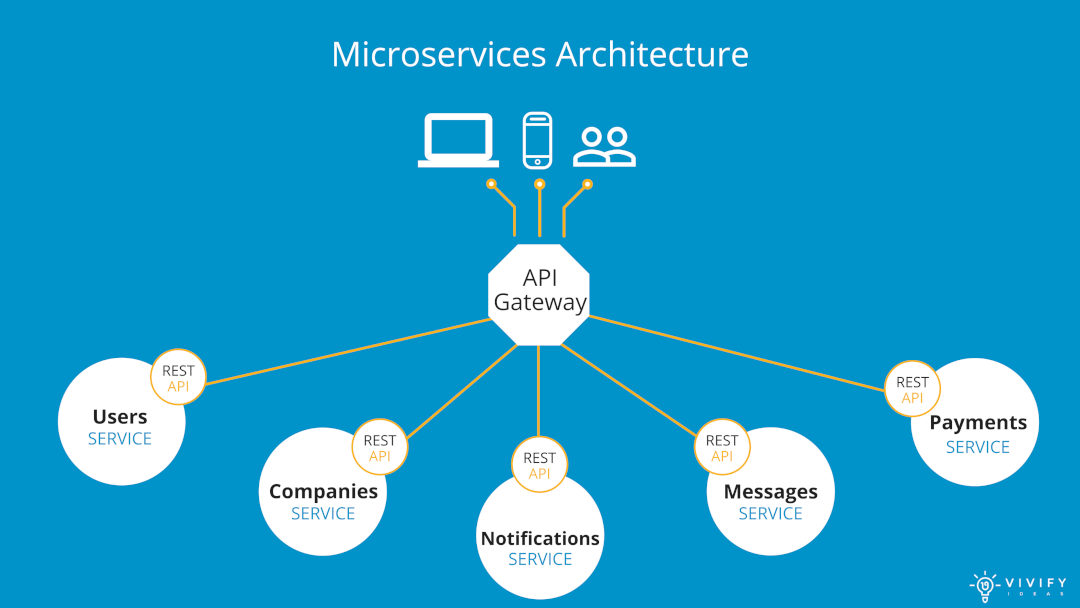 Microservices Architecture
API
Gateway
REST
API
Users
SERVICE
REST
API
Companies
SERVICE
REST
API
Notifications
SERVICE
REST
API
Messages
SERVICE
REST
API
Payments
SERVICE
VIVIFY
IDEAS